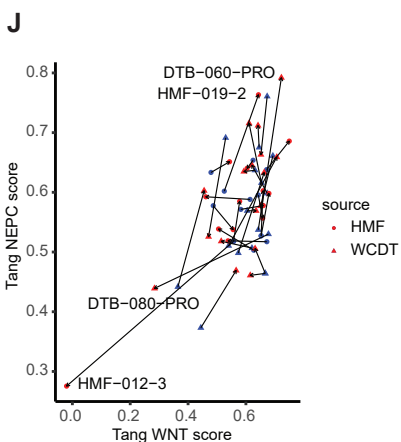 J
DTB−060−PRO
HMF−019−2
DTB−080−PRO
HMF−012−3
Tang NEPC score
0.8
0.7
0.6
0.5
0.4
0.3
0.0
0.2
0.4
0.6
Tang WNT score
source
HMF
WCDT